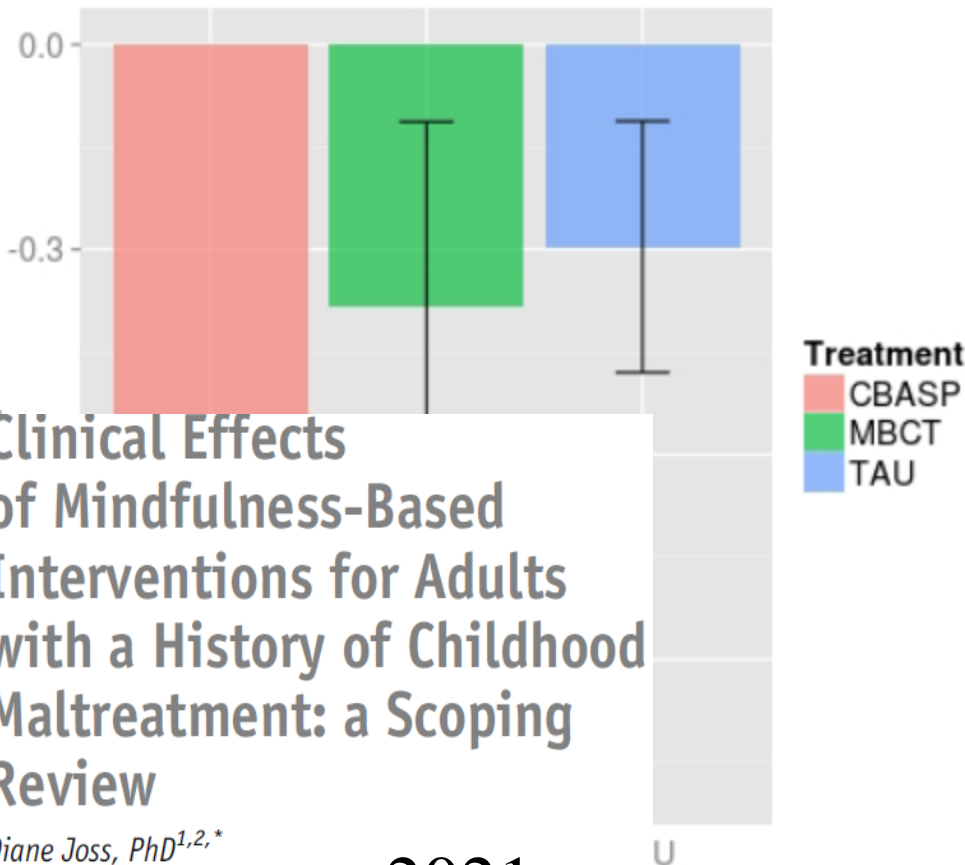 0.0
-0.3
Treatment
CBASP
MBCT
TAU
Clinical Effects
of Mindfulness-Based
Interventions for Adults
with a History of Childhood
Maltreatment: a Scoping
Review
Diane Joss, PhD1,2,*
2021
U